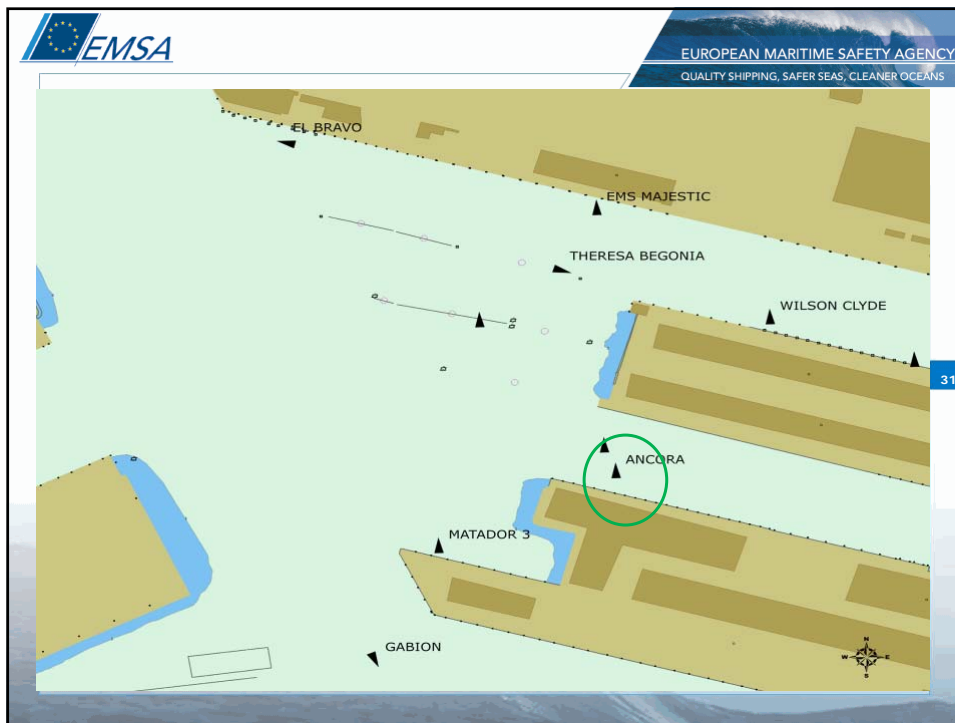 EMSA
EUROPEAN MARITIME SAFETY AGENCY
QUALITY SHIPPING, SAFER SEAS, CLEANER OCEANS
EL BRAVO
EMS MAJESTIC
THERESA BEGONIA
WILSON CLYDE
31
ANCORA
MATADOR 3
GABION
N
W E
S